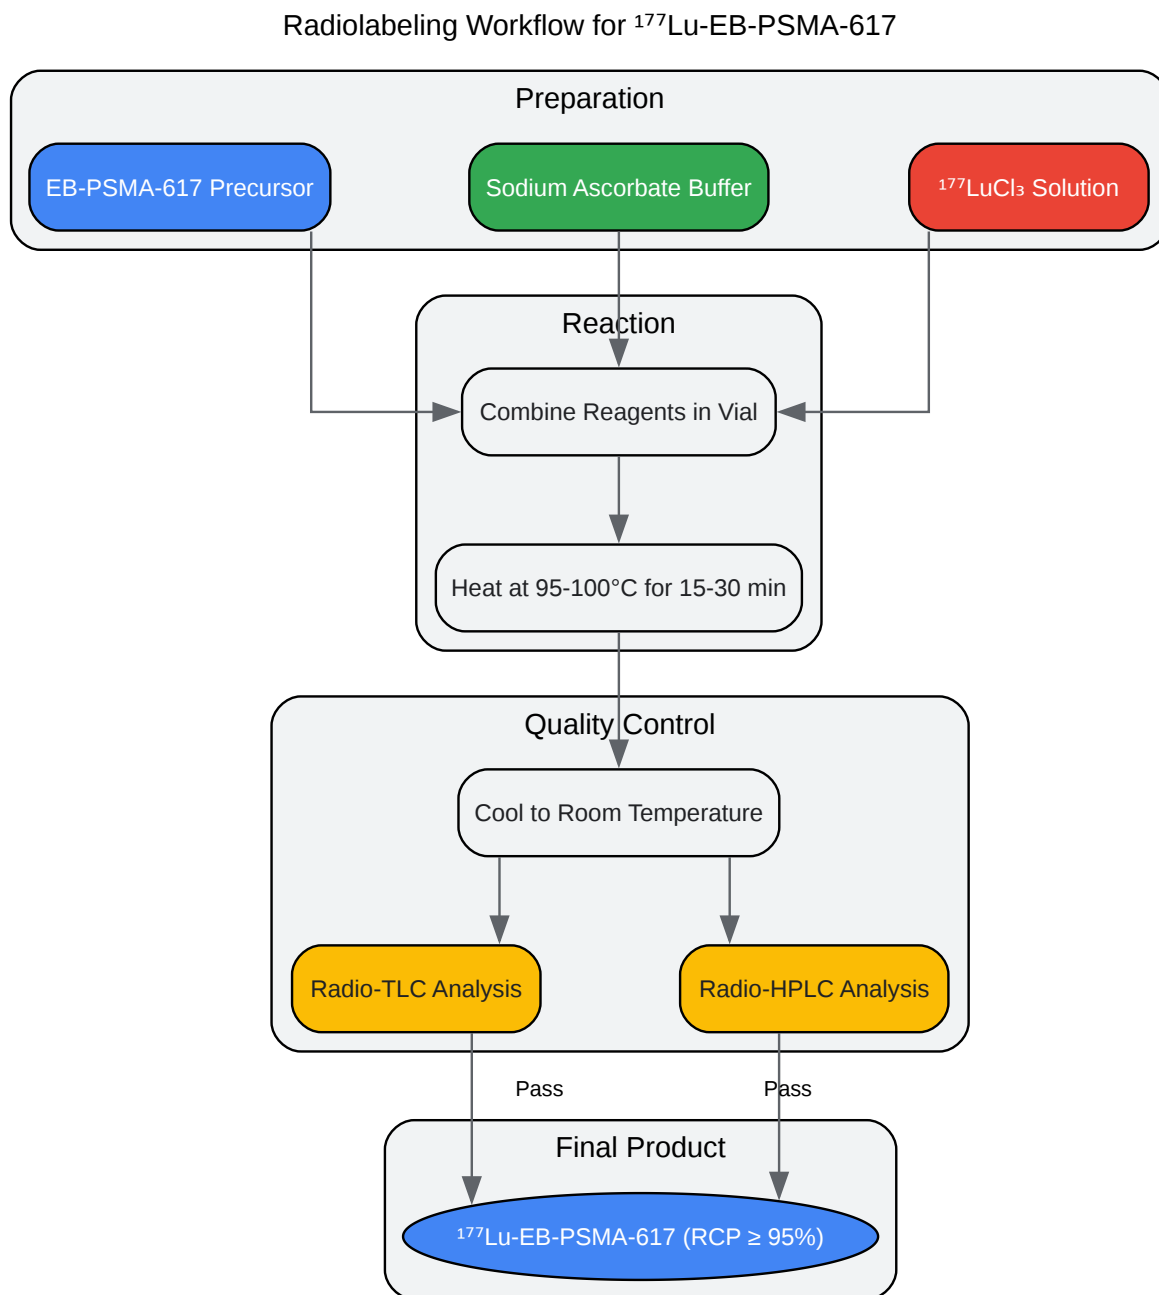 Radiolabeling Workflow for ¹⁷⁷Lu-EB-PSMA-617
Preparation
EB-PSMA-617 Precursor
Sodium Ascorbate Buffer
¹⁷⁷LuCl₃ Solution
Reaction
Combine Reagents in Vial
Heat at 95-100°C for 15-30 min
Quality Control
Cool to Room Temperature
Radio-TLC Analysis
Radio-HPLC Analysis
Pass
Pass
Final Product
¹⁷⁷Lu-EB-PSMA-617 (RCP ≥ 95%)